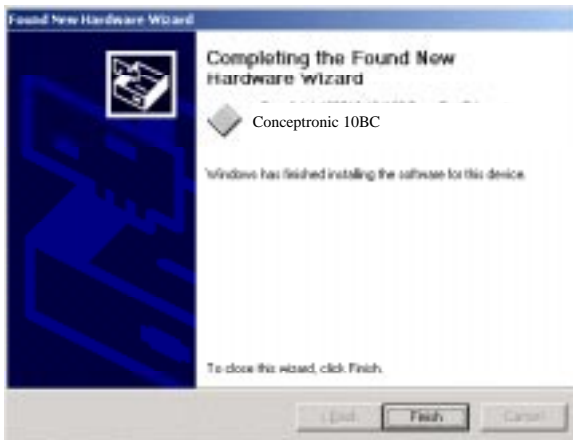 Found New Hardware Wizard
Completing the Found New
Hardware Wizard
Conceptronic 10BC
Windows has finished installing the software for this device.
To close this wizard, click Finish.
< Back Finish Cancel